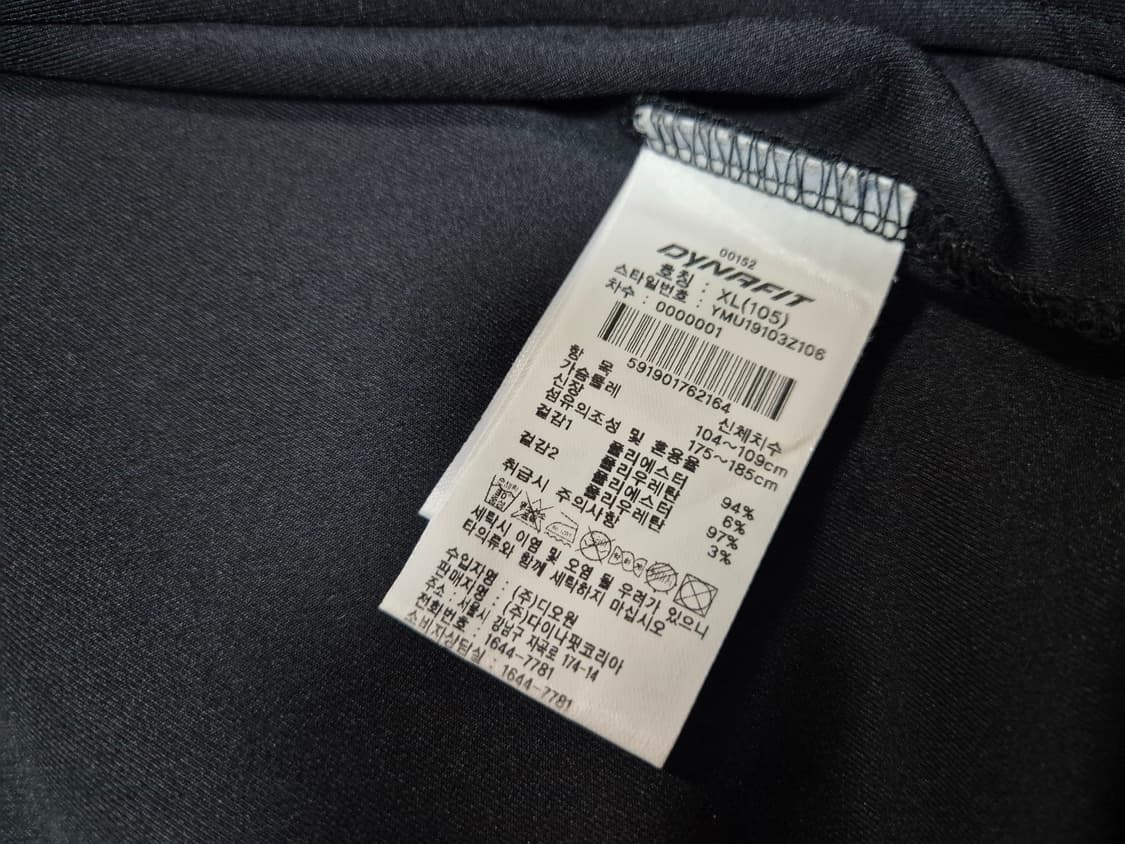 00152
DYNAFIT
호칭 : XL(105)
스타일번호 : YMU19103Z106
차수 : 0000001
591901762164
항 목 신체치수
가슴둘레 104~109cm
신장 175~185cm
섬유의조성 및 혼용율
겉감1 폴리에스터 94%
폴리우레탄 6%
겉감2 폴리에스터 97%
폴리우레탄 3%
취급시 주의사항
세탁시 이염 및 오염 될 우려가 있으니
타의류와 함께 세탁하지 마십시오
수입자명 : (주)디오원
판매자명 : (주)다이나핏코리아
주소 : 서울시 강남구 자곡로 174-14
전화번호 : 1644-7781
소비자상담실 : 1644-7781